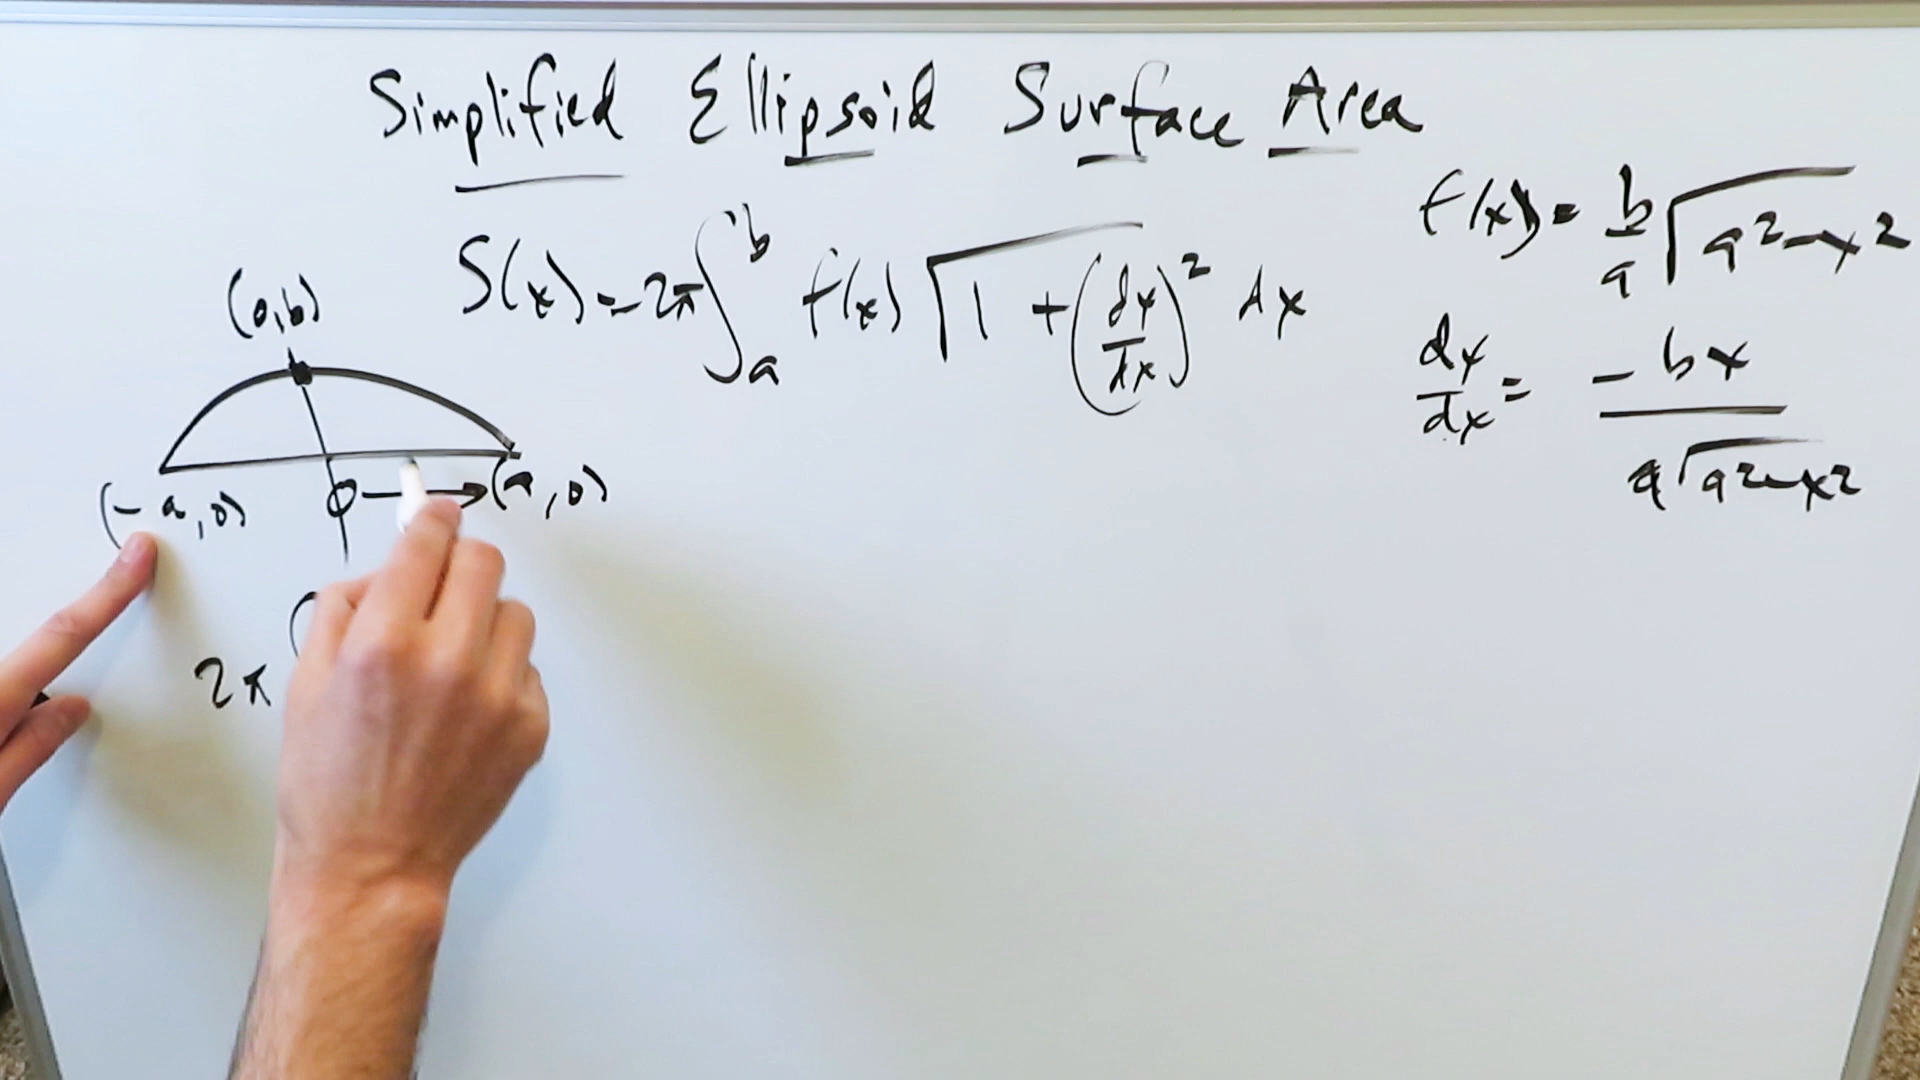 Simplified Ellipsoid Surface Area
S(x) = 2π ∫_a^b f(x) √(1 + (dy/dx)²) dx
f(x) = b/a √(a² - x²)
dy/dx = -bx / (a√(a² - x²))
(0,b)
(-a,0) 0 → (a,0)
2π